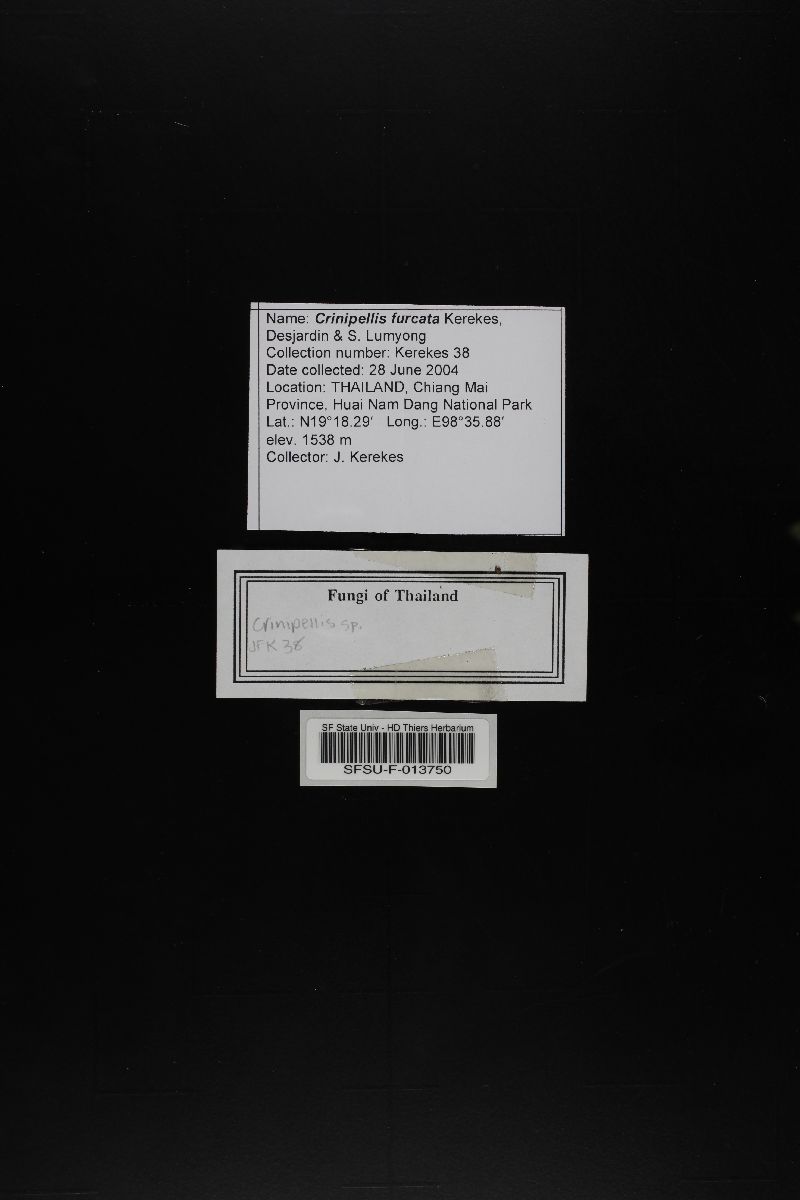 Name: Crinipellis furcata Kerekes,
Desjardin & S. Lumyong
Collection number: Kerekes 38
Date collected: 28 June 2004
Location: THAILAND, Chiang Mai
Province, Huai Nam Dang National Park
Lat.: N19°18.29′ Long.: E98°35.88′
elev. 1538 m
Collector: J. Kerekes
Fungi of Thailand
Crinipellis sp.
JFK 38
SF State Univ - HD Thiers Herbarium
SFSU-F-013750